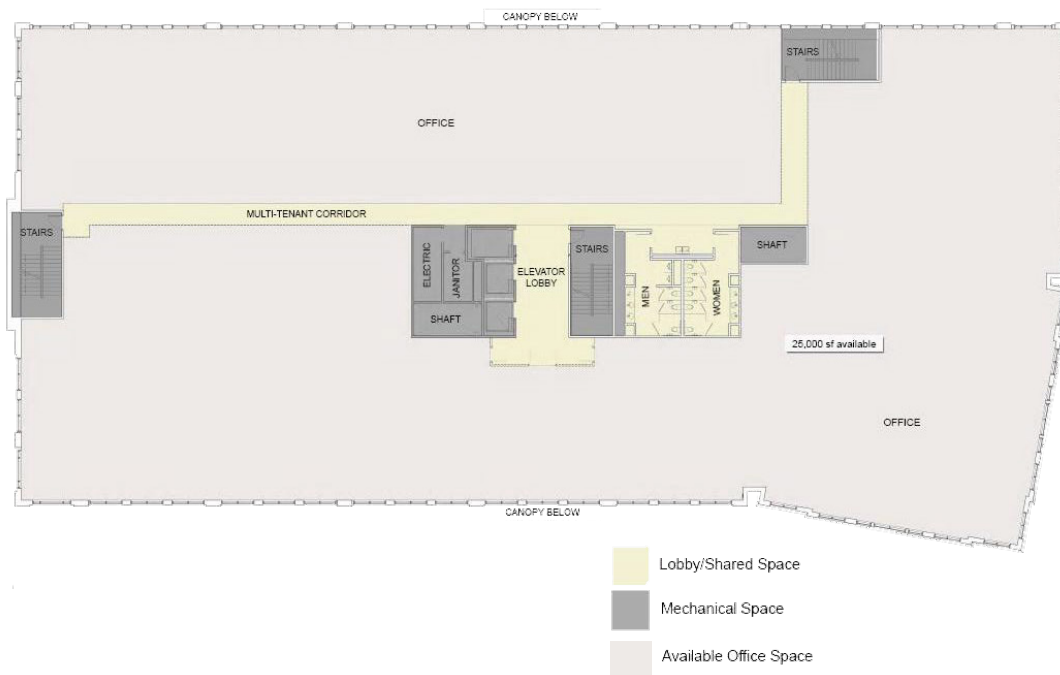 CANOPY BELOW
STAIRS
OFFICE
MULTI-TENANT CORRIDOR
STAIRS
ELECTRIC
JANITOR
ELEVATOR
LOBBY
STAIRS
SHAFT
MEN
WOMEN
SHAFT
25,000 sf available
OFFICE
CANOPY BELOW
Lobby/Shared Space
Mechanical Space
Available Office Space